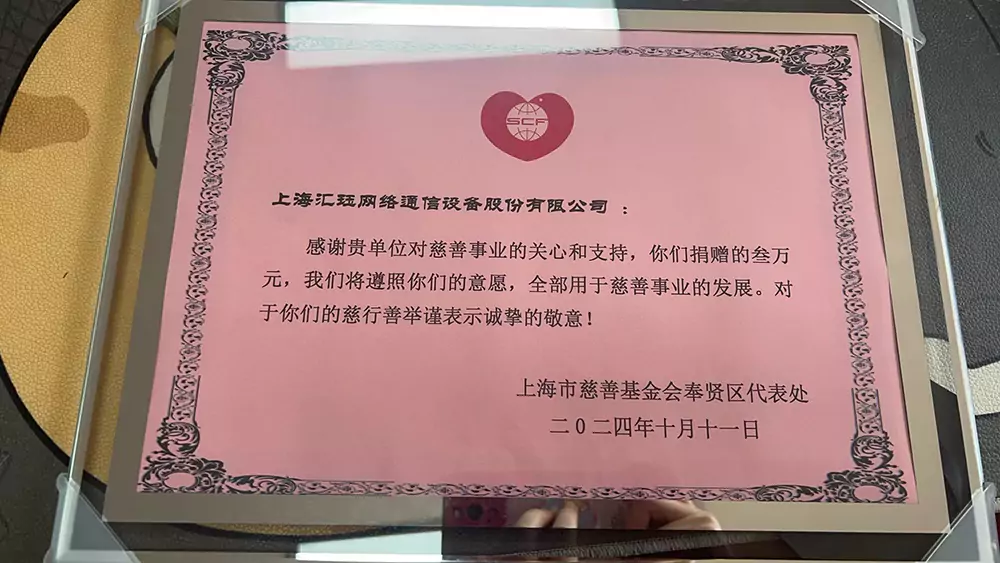 SCF
上海汇珏网络通信设备股份有限公司：
感谢贵单位对慈善事业的关心和支持，你们捐赠的叁万
元，我们将遵照你们的意愿，全部用于慈善事业的发展。对
于你们的慈行善举谨表示诚挚的敬意！
上海市慈善基金会奉贤区代表处
二0二四年十月十一日